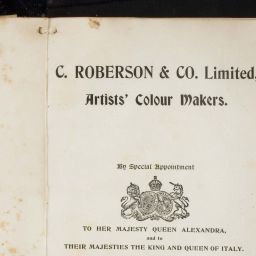 C. ROBERSON & CO. Limited,
Artists' Colour Makers.
By Special Appointment
TO HER MAJESTY QUEEN ALEXANDRA,
and to
THEIR MAJESTIES THE KING AND QUEEN OF ITALY.